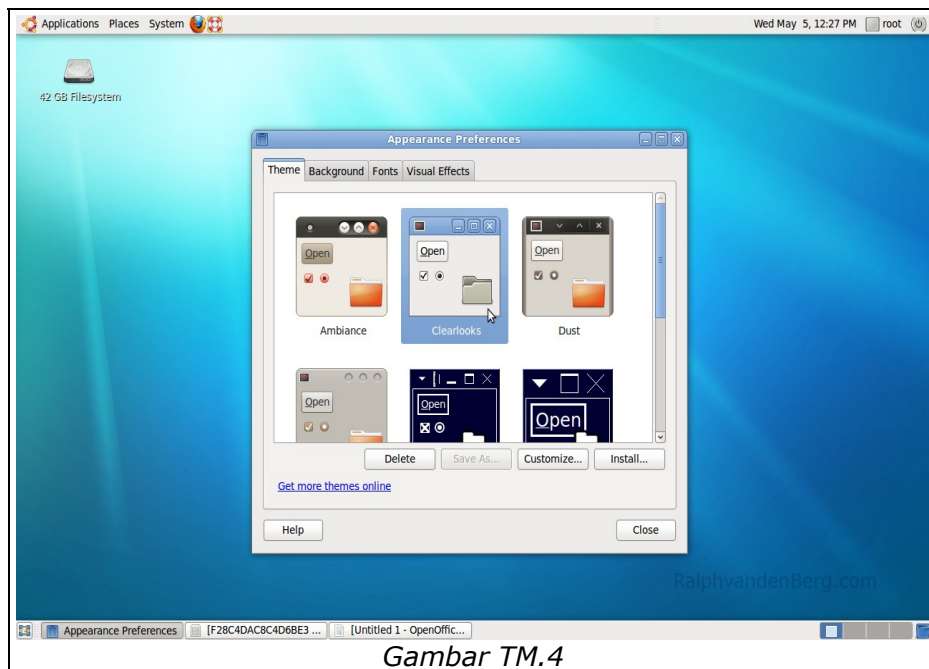 Applications Places System
Wed May 5, 12:27 PM root
42 GB Filesystem
Appearance Preferences
Theme Background Fonts Visual Effects
Open
Open
Open
Ambiance
Clearlooks
Dust
Open
Open
Open
Delete Save As... Customize... Install...
Get more themes online
Help Close
RalphvandenBerg.com
Appearance Preferences [F28C4DAC8C4D6BE3 ... [Untitled 1 - OpenOffic...
Gambar TM.4